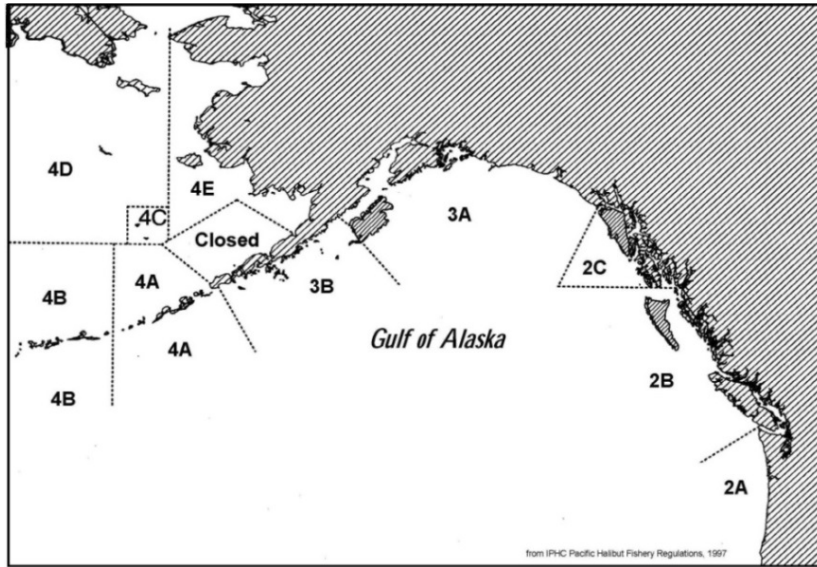 4D
4E
4C
3A
Closed
2C
4B
4A
3B
Gulf of Alaska
4A
4B
2B
2A
from IPHC Pacific Halibut Fishery Regulations, 1997